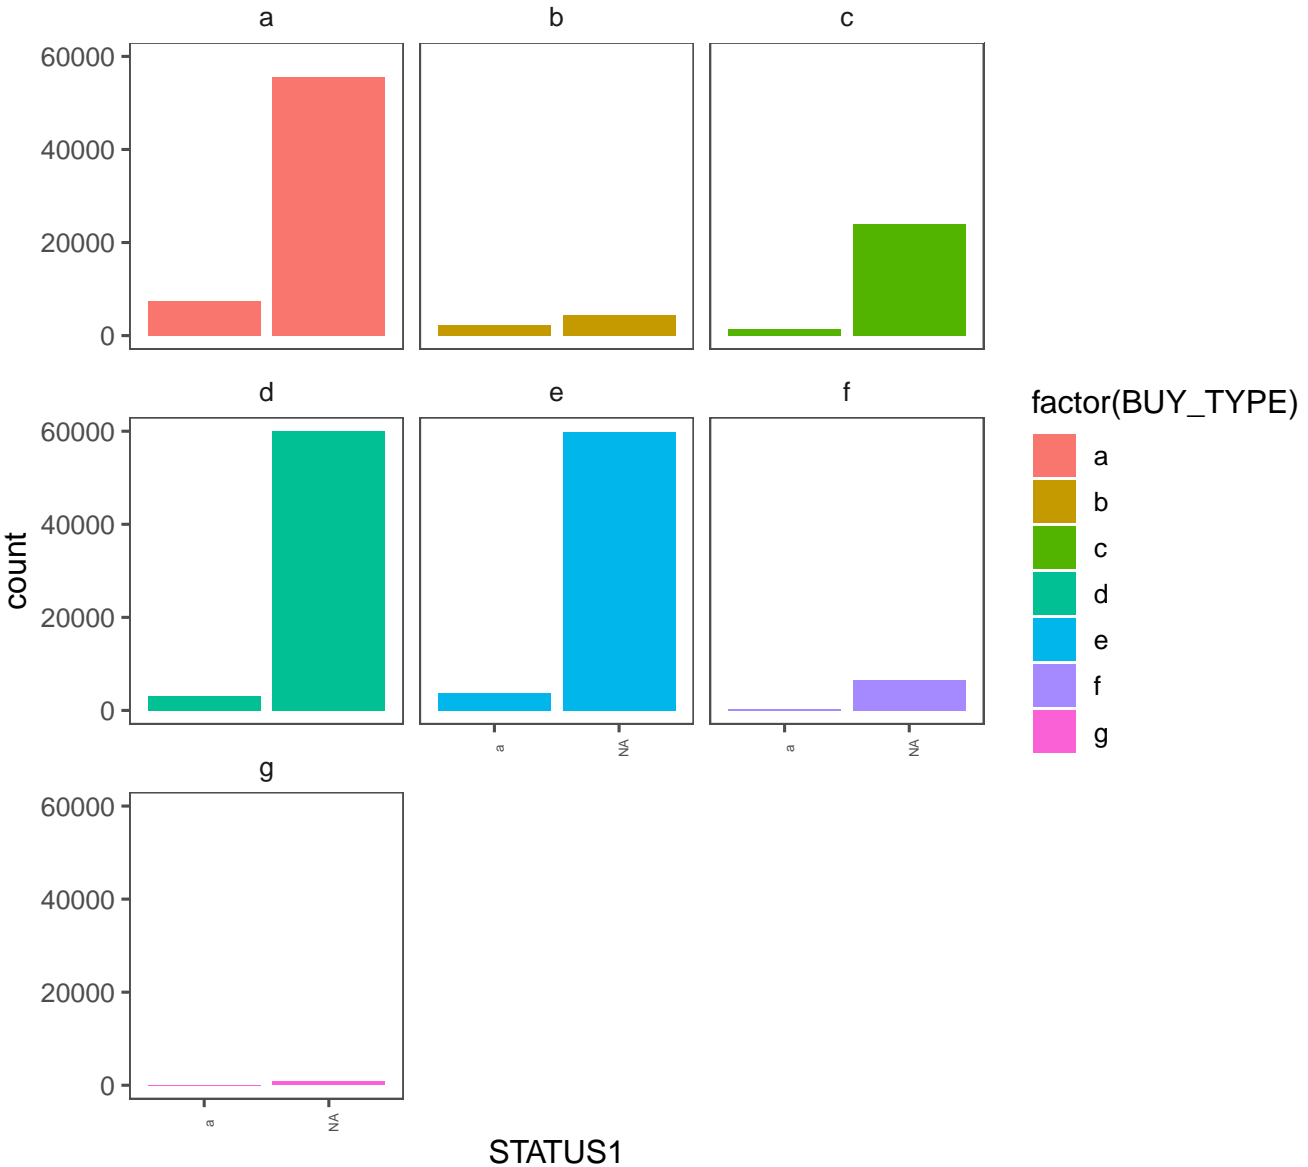 a b c
60000
40000
20000
0
d e f
60000
40000
20000
0
a NA a NA
g
60000
40000
20000
0
a NA
STATUS1
count
factor(BUY_TYPE)
a
b
c
d
e
f
g